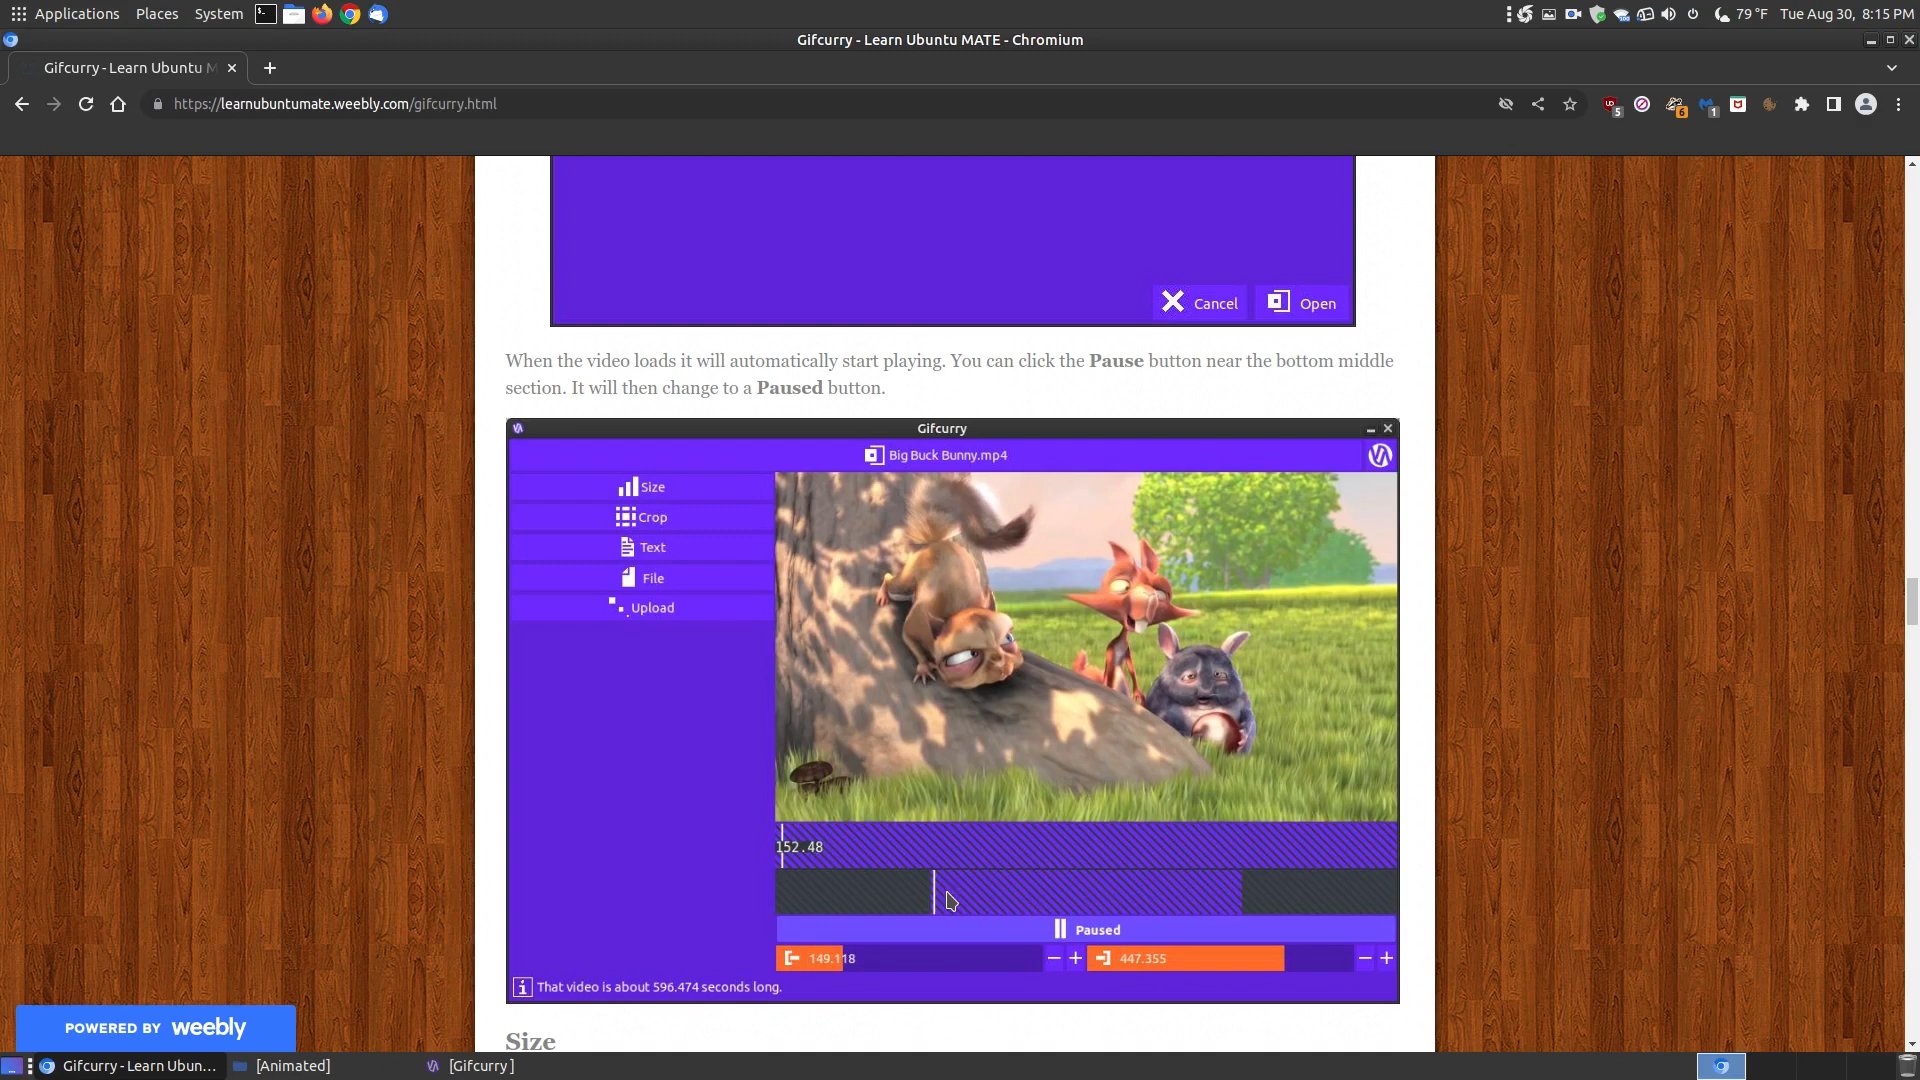 Applications Places System 79 °F Tue Aug 30, 8:15 PM
Gifcurry - Learn Ubuntu MATE - Chromium
Gifcurry - Learn Ubuntu M
https://learnubuntumate.weebly.com/gifcurry.html
5 6 1
Cancel Open
When the video loads it will automatically start playing. You can click the Pause button near the bottom middle
section. It will then change to a Paused button.
Gifcurry
Big Buck Bunny.mp4
Size
Crop
Text
File
Upload
152.48
Paused
149.118 447.355
That video is about 596.474 seconds long.
POWERED BY weebly
Size
Gifcurry - Learn Ubun... [Animated] [Gifcurry]